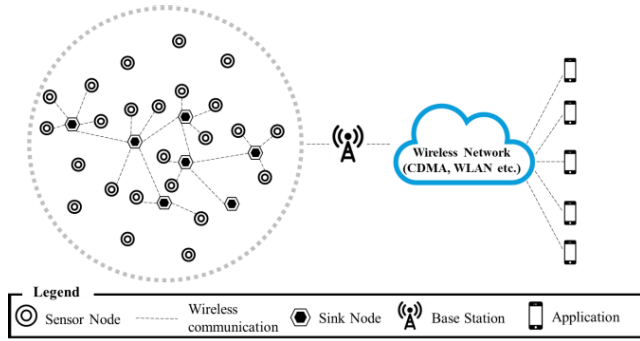 Wireless Network
(CDMA, WLAN etc.)
Legend
Sensor Node
Wireless
communication
Sink Node
Base Station
Application